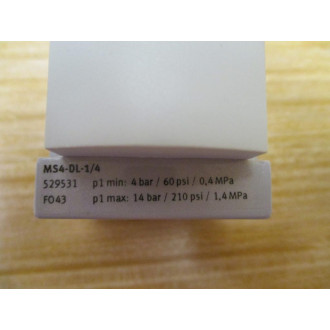 MS4-DL-1/4
529531 p1 min: 4 bar / 60 psi / 0,4 MPa
F043 p1 max: 14 bar / 210 psi / 1,4 MPa